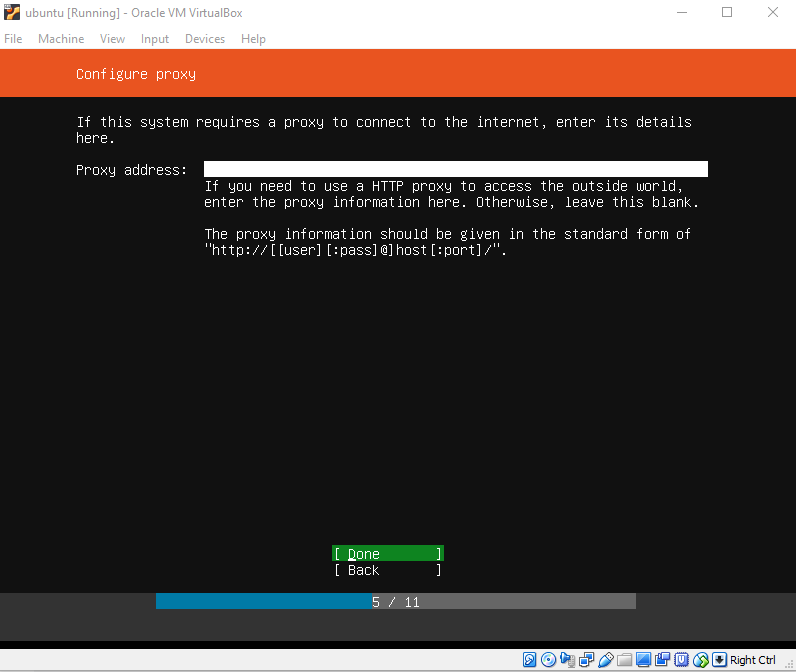 ubuntu [Running] - Oracle VM VirtualBox
File Machine View Input Devices Help
Configure proxy
If this system requires a proxy to connect to the internet, enter its details
here.
Proxy address:
If you need to use a HTTP proxy to access the outside world,
enter the proxy information here. Otherwise, leave this blank.
The proxy information should be given in the standard form of
"http://[[user][:pass]@]host[:port]/".
[ Done ]
[ Back ]
5 / 11
Right Ctrl